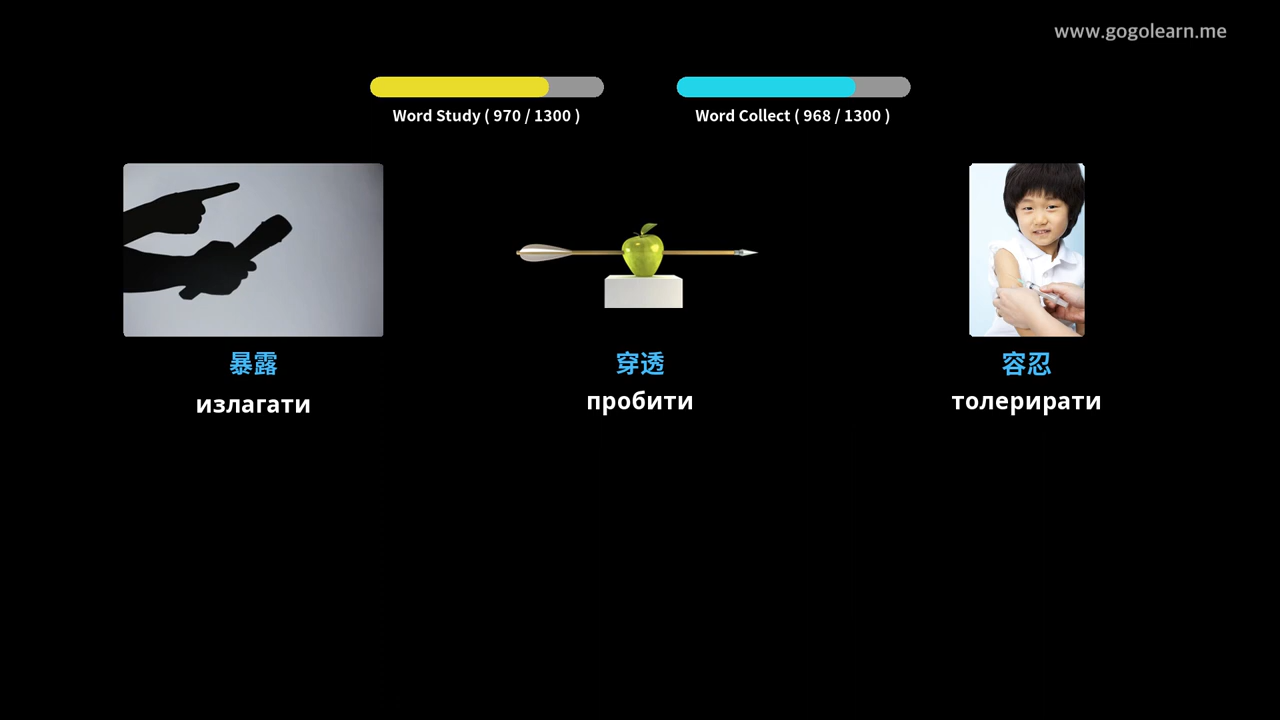 www.gogolearn.me
Word Study ( 970 / 1300 )
Word Collect ( 968 / 1300 )
暴露
穿透
容忍
излагати
пробити
толерирати